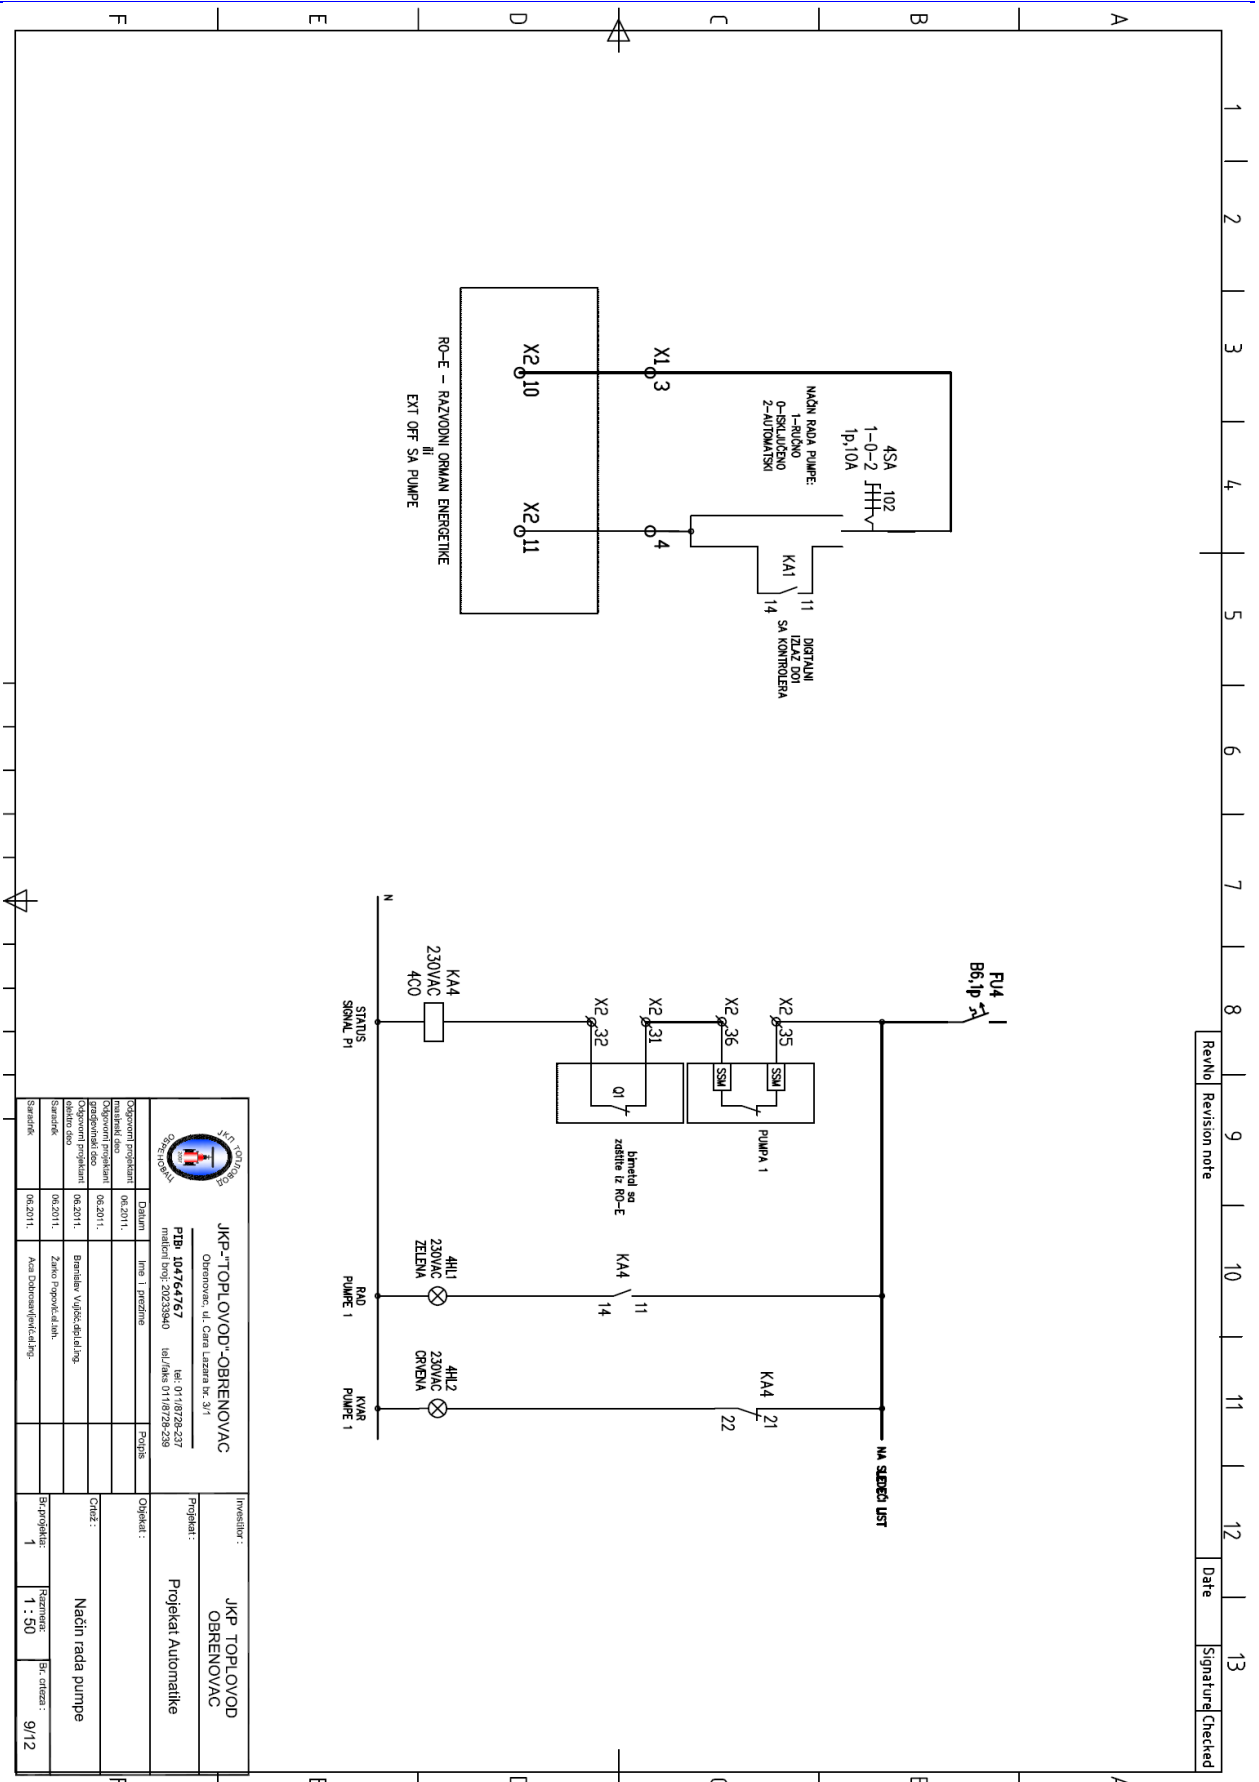 1
2
3
4
5
6
7
8
9
10
11
12
13
A
B
C
D
E
F
A
B
C
D
E
F
RevNo
Revision note
Date
Signature
Checked
X1
3
4
X2
10
X2
11
4SA
1-0-2
1p,10A
102
NAČIN RADA PUMPE:
1-RUČNO
0-ISKLJUČENO
2-AUTOMATSKI
KA1
11
14
DIGITALNI
IZLAZ DO1
SA KONTROLERA
RO-E - RAZVODNI ORMAN ENERGETIKE
ili
EXT OFF SA PUMPE
FU4
B6,1p
NA SLEDEĆI LIST
X2
35
X2
36
X2
31
X2
32
SSM
SSM
PUMPA 1
Q1
bimetal sa
zaštite iz RO-E
KA4
230VAC
4CO
N
STATUS
SIGNAL P1
KA4
11
14
4HL1
230VAC
ZELENA
RAD
PUMPE 1
KA4
21
22
4HL2
230VAC
CRVENA
KVAR
PUMPE 1
ЈКП ТОПЛОВОД
ОБРЕНОВАЦ
JKP-"TOPLOVOD"-OBRENOVAC
Obrenovac, ul. Cara Lazara br. 3/1
PIB: 104764767
tel: 011/8728-237
maticni broj: 20233940
tel./faks 011/8728-239
Datum
Ime i prezime
Potpis
Odgovorni projektant
masinski deo
06.2011.
Odgovorni projektant
gradjevinski deo
06.2011.
Odgovorni projektant
elektro deo
06.2011.
Branislav Vujičić,dipl.el.ing.
Saradnik
06.2011.
Žarko Popović,el.teh.
Saradnik
06.2011.
Aca Dobrosavljević,el.ing.
Investitor :
JKP TOPLOVOD
OBRENOVAC
Projekat :
Projekat Automatike
Objekat :
Crtež :
Način rada pumpe
Br.projekta:
1
Razmera:
1 : 50
Br. crteza :
9/12